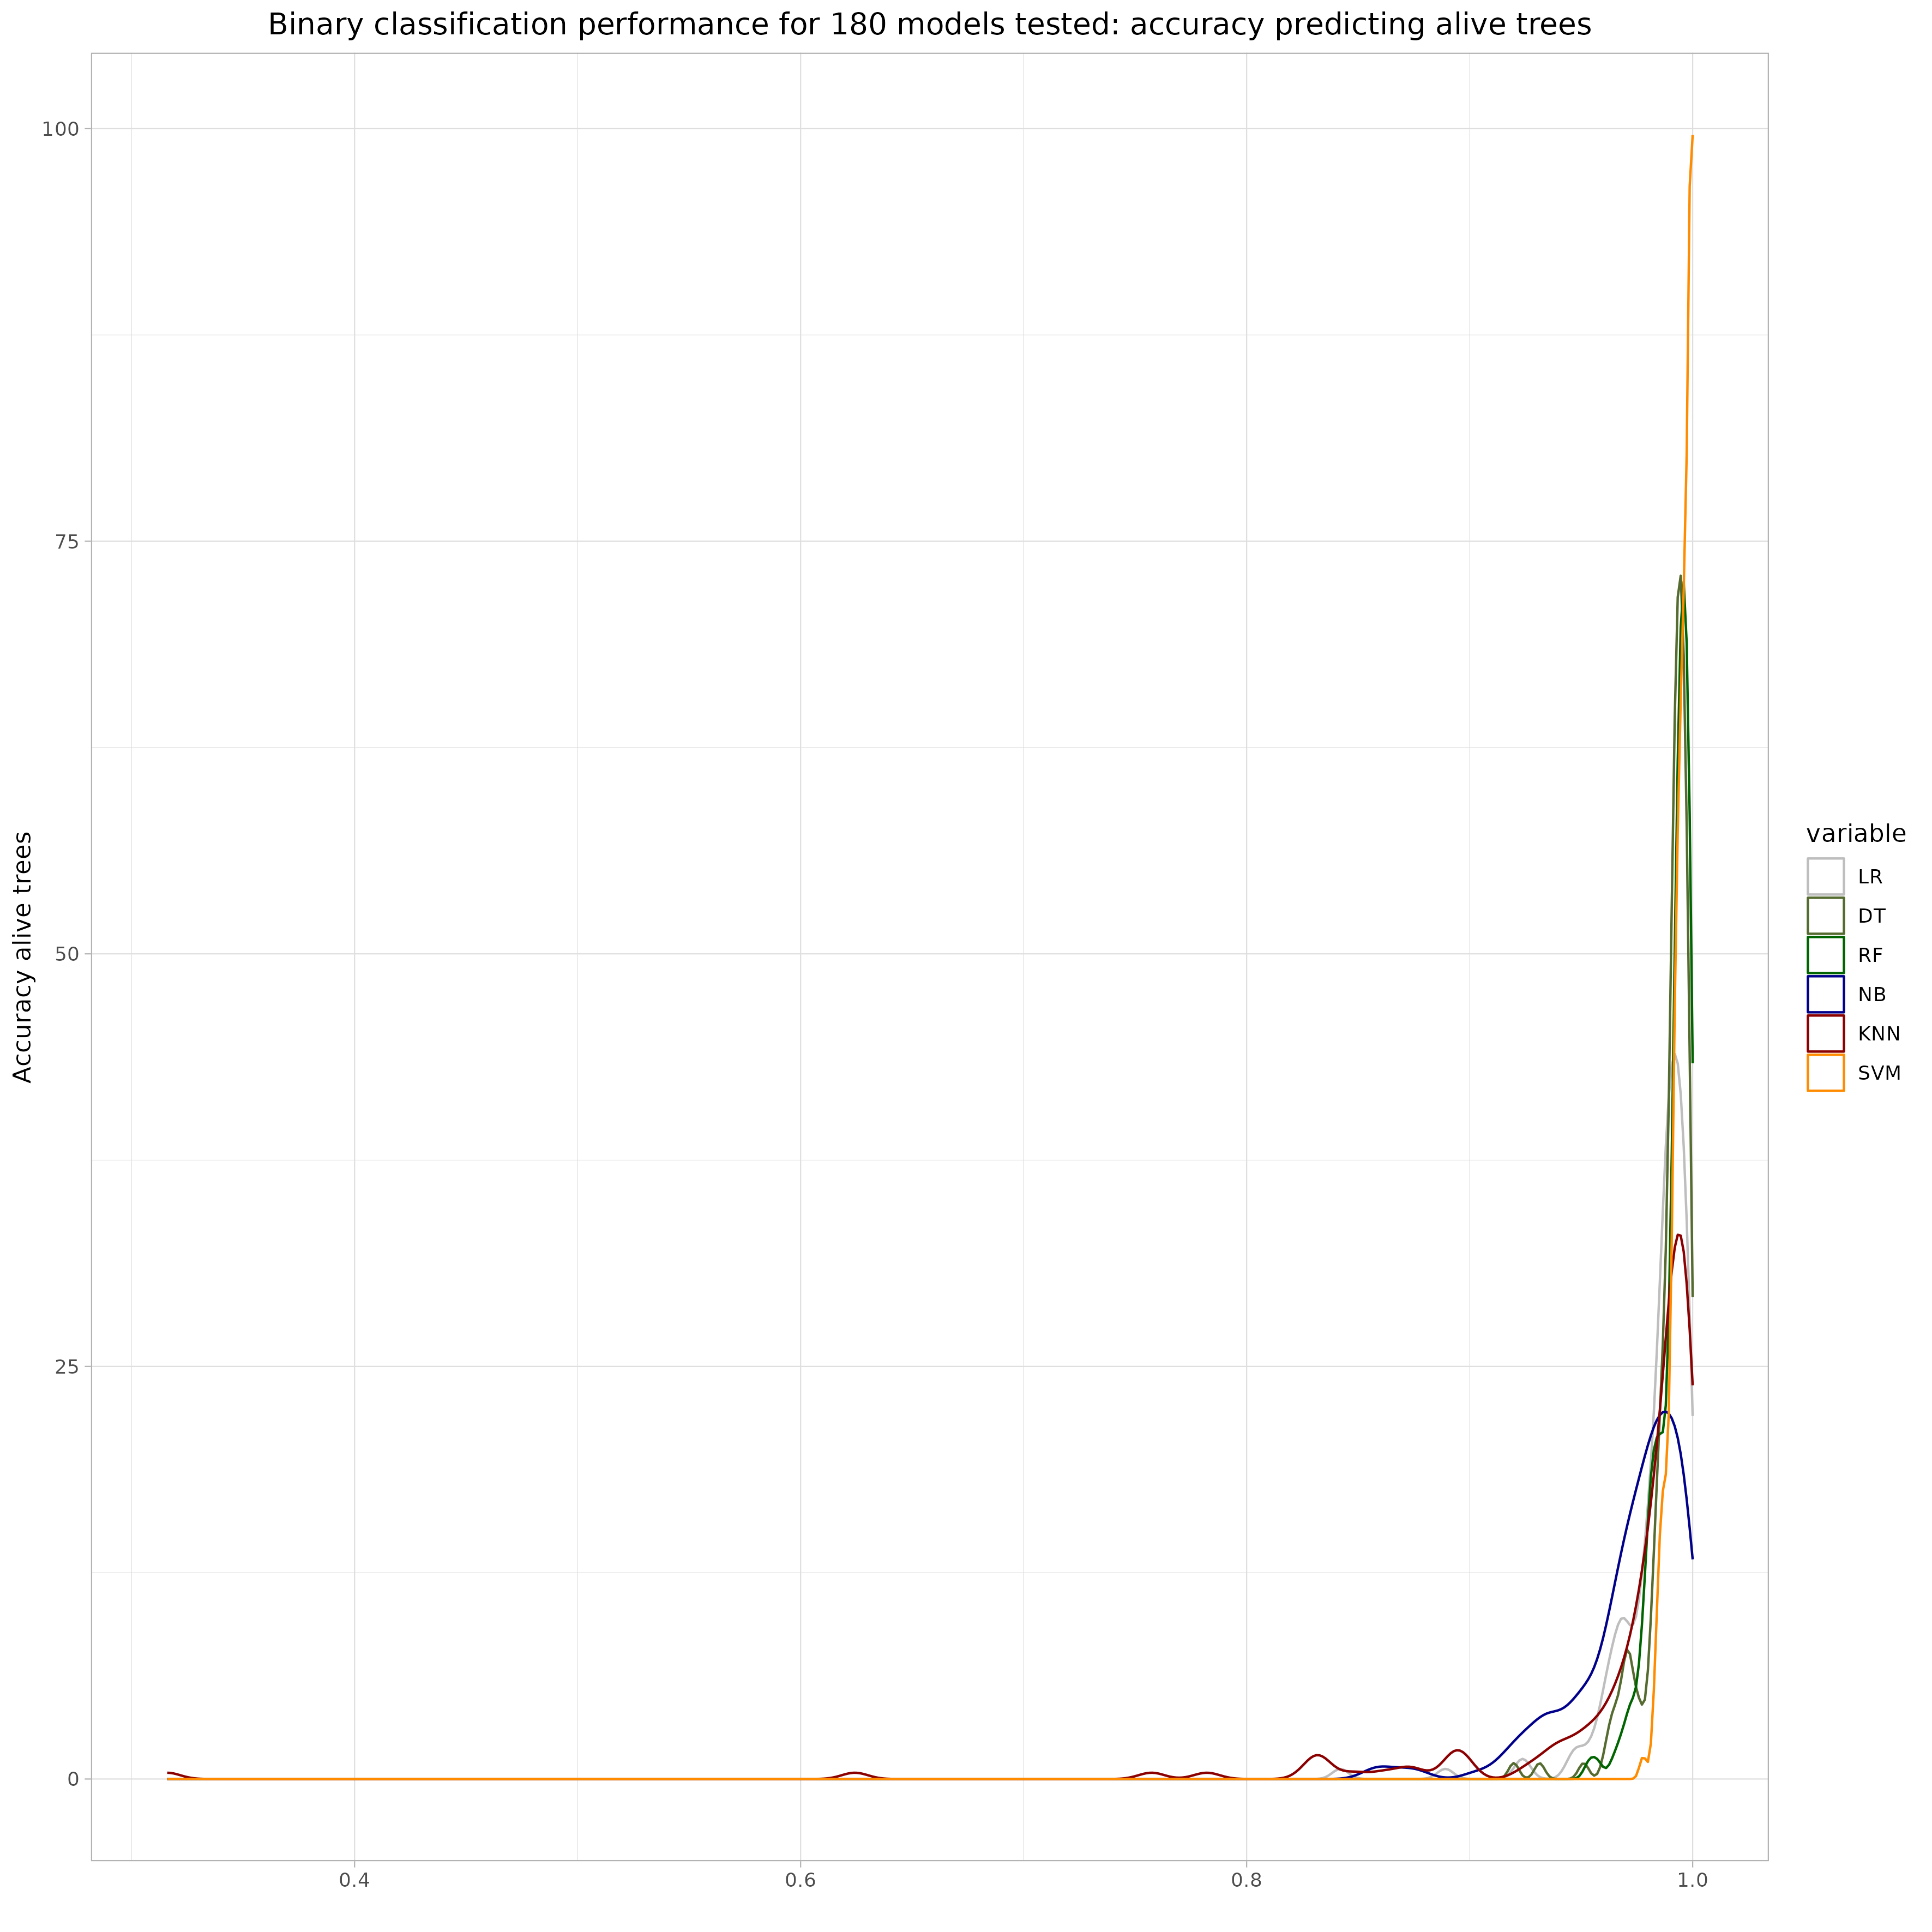 Binary classification performance for 180 models tested: accuracy predicting alive trees
Accuracy alive trees
100
75
50
25
0
0.4
0.6
0.8
1.0
variable
LR
DT
RF
NB
KNN
SVM